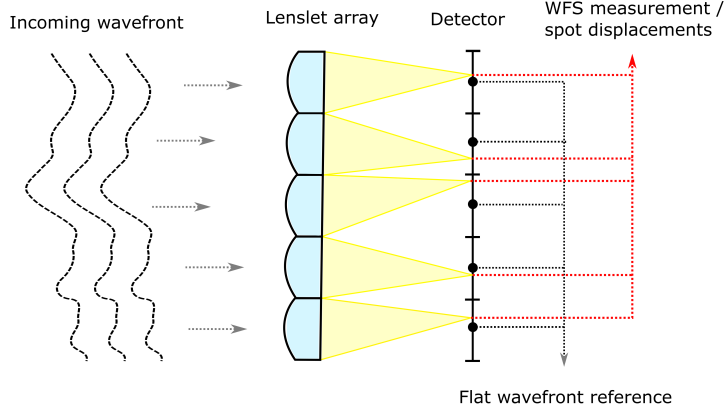 Incoming wavefront
Lenslet array
Detector
WFS measurement /
spot displacements
Flat wavefront reference